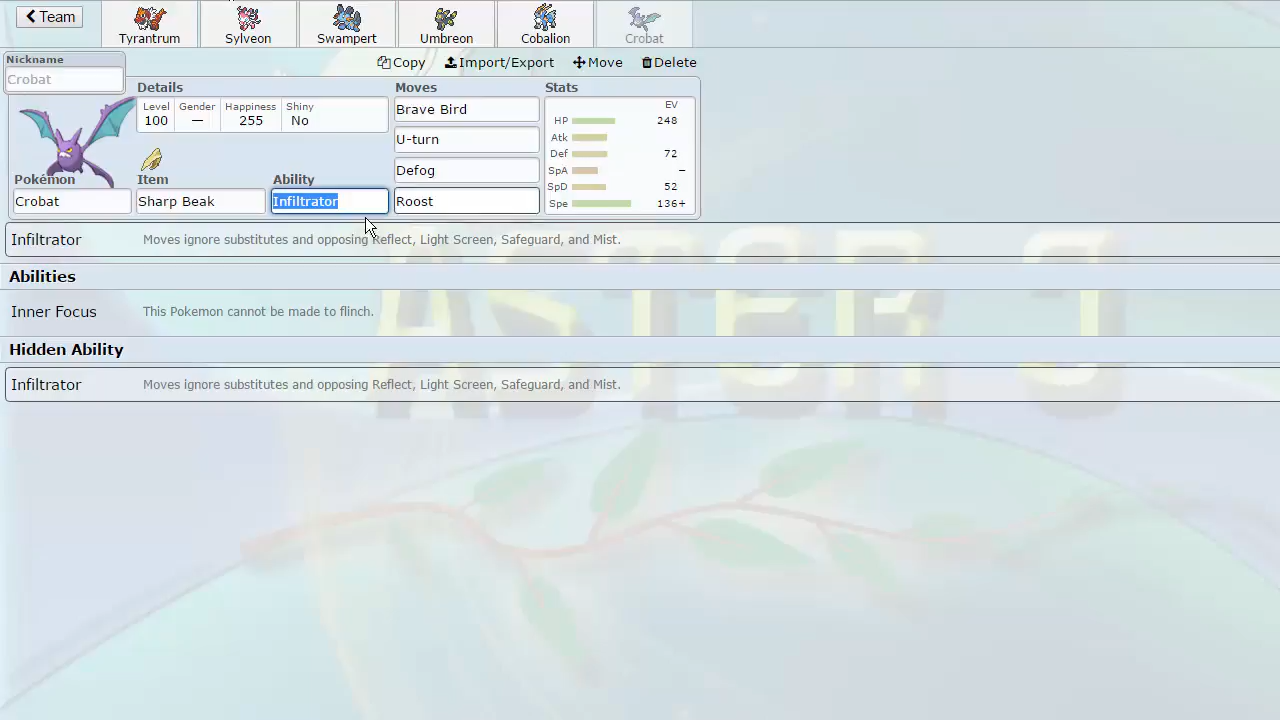 Team
Tyrantrum
Sylveon
Swampert
Umbreon
Cobalion
Crobat
Copy Import/Export Move Delete
Nickname
Crobat
Details
Level Gender Happiness Shiny
100 — 255 No
Pokémon Item Ability
Crobat Sharp Beak Infiltrator
Moves
Brave Bird
U-turn
Defog
Roost
Stats
EV
HP 248
Atk
Def 72
SpA –
SpD 52
Spe 136+
Infiltrator Moves ignore substitutes and opposing Reflect, Light Screen, Safeguard, and Mist.
Abilities
Inner Focus This Pokemon cannot be made to flinch.
Hidden Ability
Infiltrator Moves ignore substitutes and opposing Reflect, Light Screen, Safeguard, and Mist.